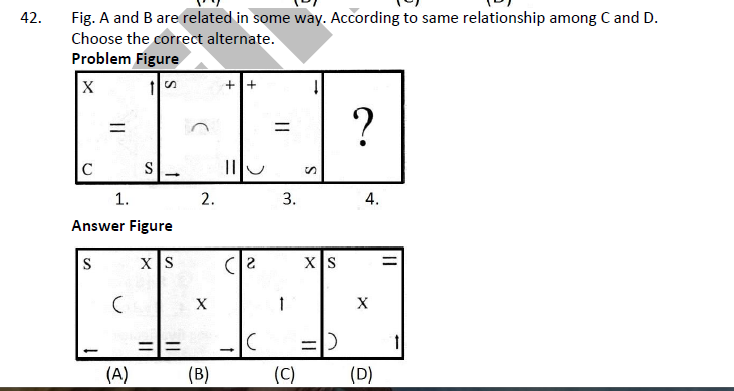 42. Fig. A and B are related in some way. According to same relationship among C and D.
Choose the correct alternate.
Problem Figure
X ↑ S + + ↓
= ⌒ = ?
C S → || ⌣ S
1. 2. 3. 4.
Answer Figure
S X S ( 2 X S =
( X ↑ X
← = = → ( = ) ↑
(A) (B) (C) (D)